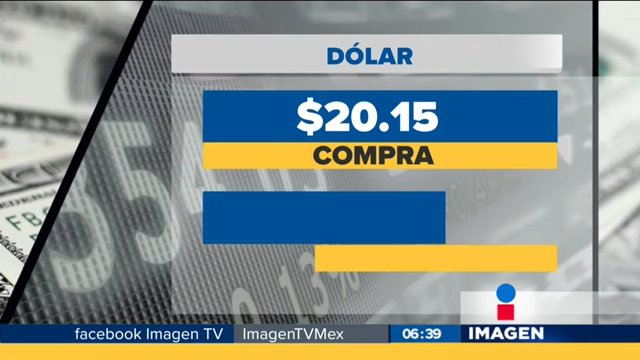 DÓLAR
$20.15
COMPRA
facebook Imagen TV
ImagenTVMex
06:39
IMAGEN